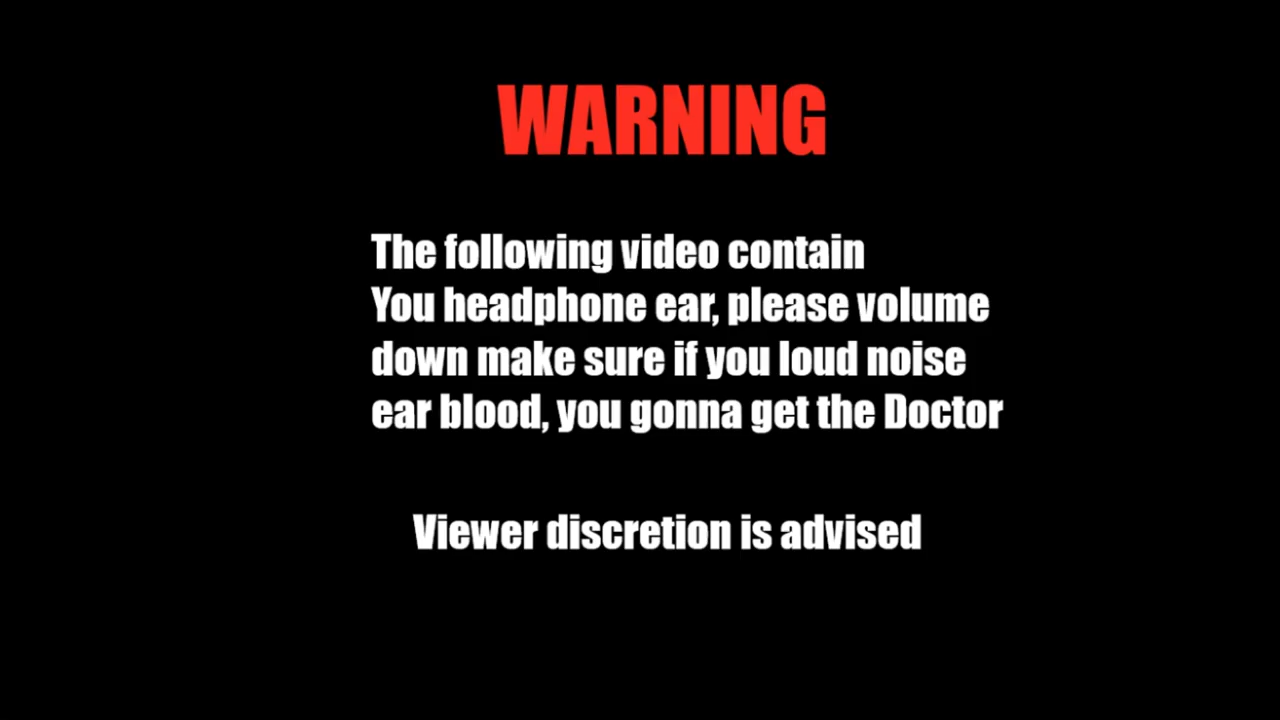 WARNING
The following video contain
You headphone ear, please volume
down make sure if you loud noise
ear blood, you gonna get the Doctor
Viewer discretion is advised